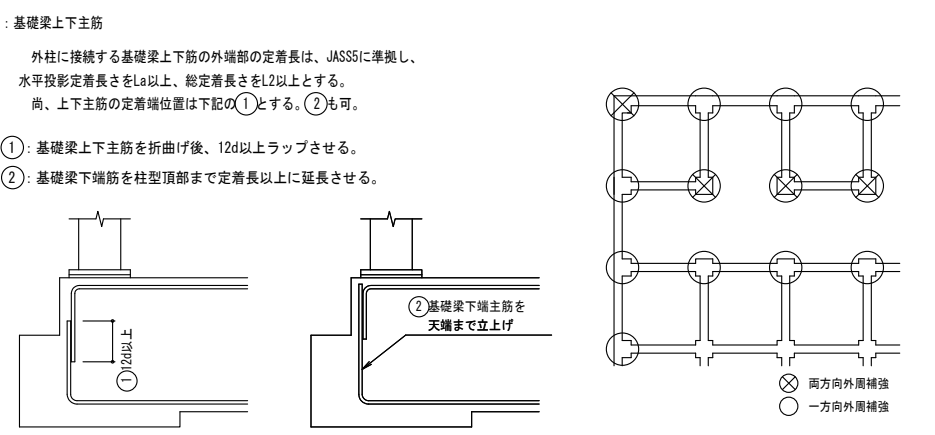 ：基礎梁上下主筋
外柱に接続する基礎梁上下筋の外端部の定着長は、JASS5に準拠し、
水平投影定着長さをLa以上、総定着長さをL2以上とする。
尚、上下主筋の定着端位置は下記の①とする。②も可。
①：基礎梁上下主筋を折曲げ後、12d以上ラップさせる。
②：基礎梁下端筋を柱型頂部まで定着長以上に延長させる。
①12d以上
②基礎梁下端主筋を
天端まで立上げ
両方向外周補強
一方向外周補強